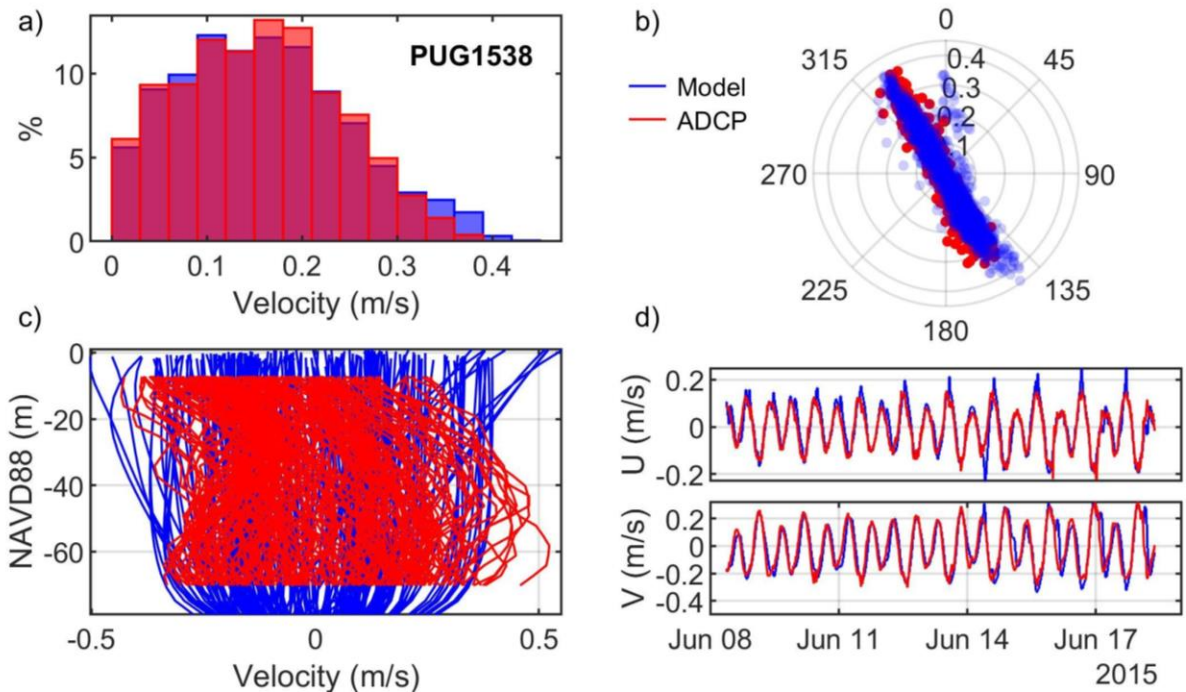 a)
PUG1538
%
10
5
0
0
0.1
0.2
0.3
0.4
Velocity (m/s)
b)
0
45
90
135
180
225
270
315
0.4
0.3
0.2
1
Model
ADCP
c)
NAVD88 (m)
0
-20
-40
-60
-0.5
0
0.5
Velocity (m/s)
d)
U (m/s)
0.2
0
-0.2
V (m/s)
0.2
0
-0.2
-0.4
Jun 08
Jun 11
Jun 14
Jun 17
2015